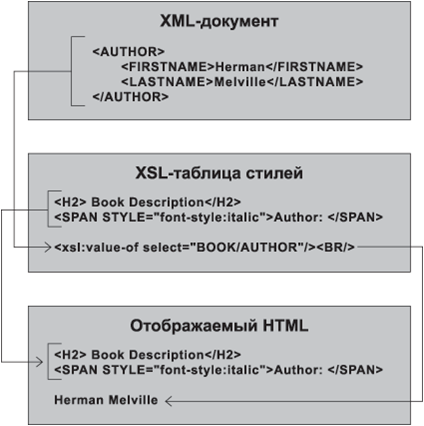 XML-документ
<AUTHOR>
<FIRSTNAME>Herman</FIRSTNAME>
<LASTNAME>Melville</LASTNAME>
</AUTHOR>
XSL-таблица стилей
<H2> Book Description</H2>
<SPAN STYLE="font-style:italic">Author: </SPAN>
<xsl:value-of select="BOOK/AUTHOR"/><BR/>
Отображаемый HTML
<H2> Book Description</H2>
<SPAN STYLE="font-style:italic">Author: </SPAN>
Herman Melville